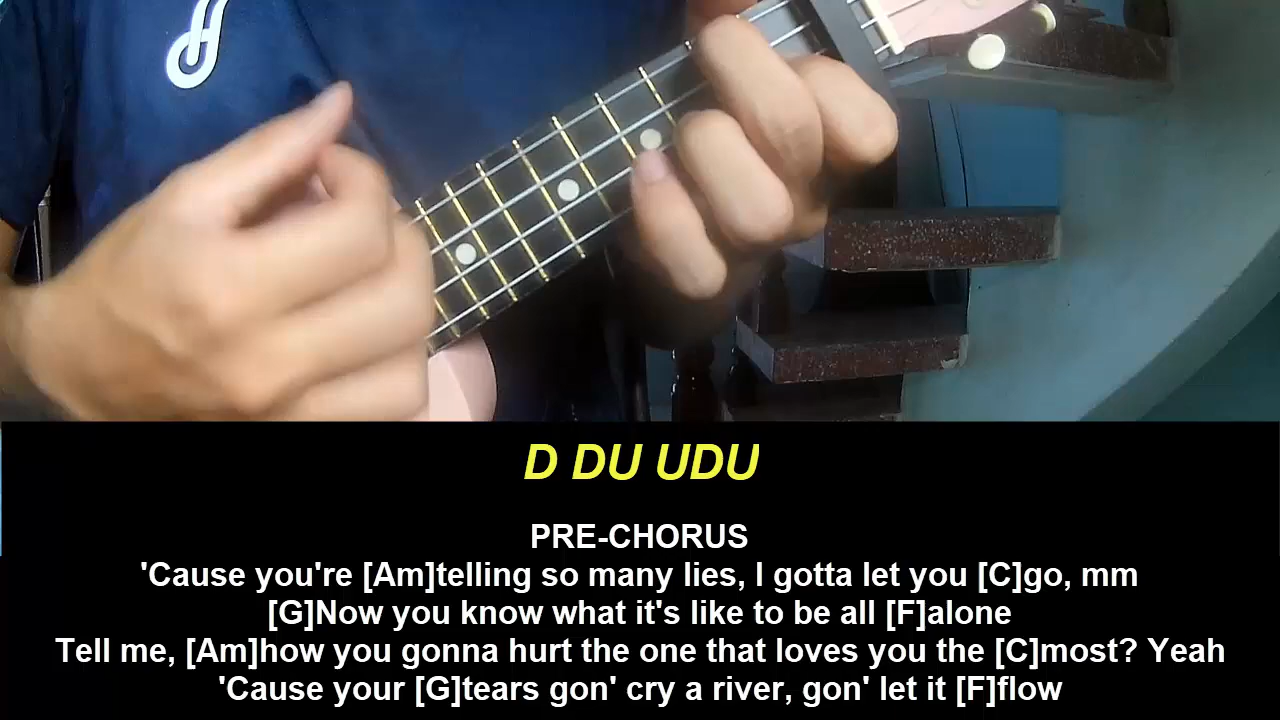 D DU UDU
PRE-CHORUS
'Cause you're [Am]telling so many lies, I gotta let you [C]go, mm
[G]Now you know what it's like to be all [F]alone
Tell me, [Am]how you gonna hurt the one that loves you the [C]most? Yeah
'Cause your [G]tears gon' cry a river, gon' let it [F]flow